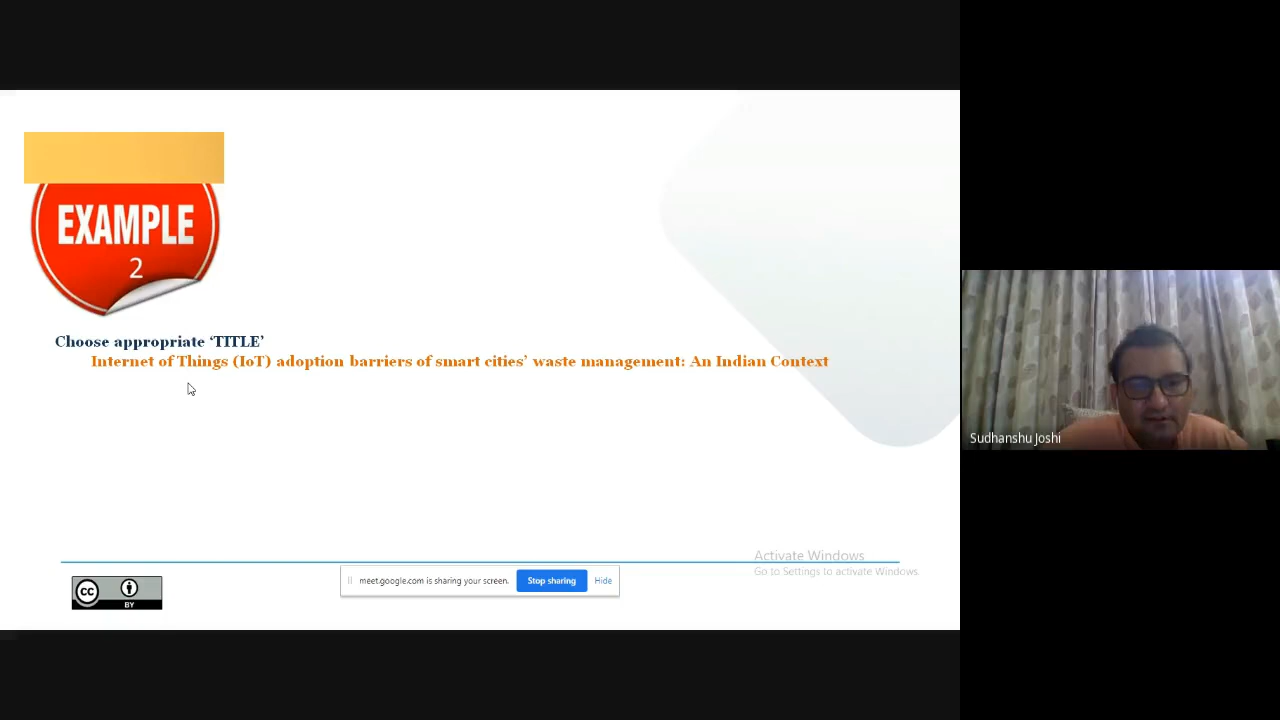 EXAMPLE
2
Choose appropriate ‘TITLE’
Internet of Things (IoT) adoption barriers of smart cities’ waste management: An Indian Context
Sudhanshu Joshi
Activate Windows
Go to Settings to activate Windows.
meet.google.com is sharing your screen. Stop sharing Hide
cc
BY